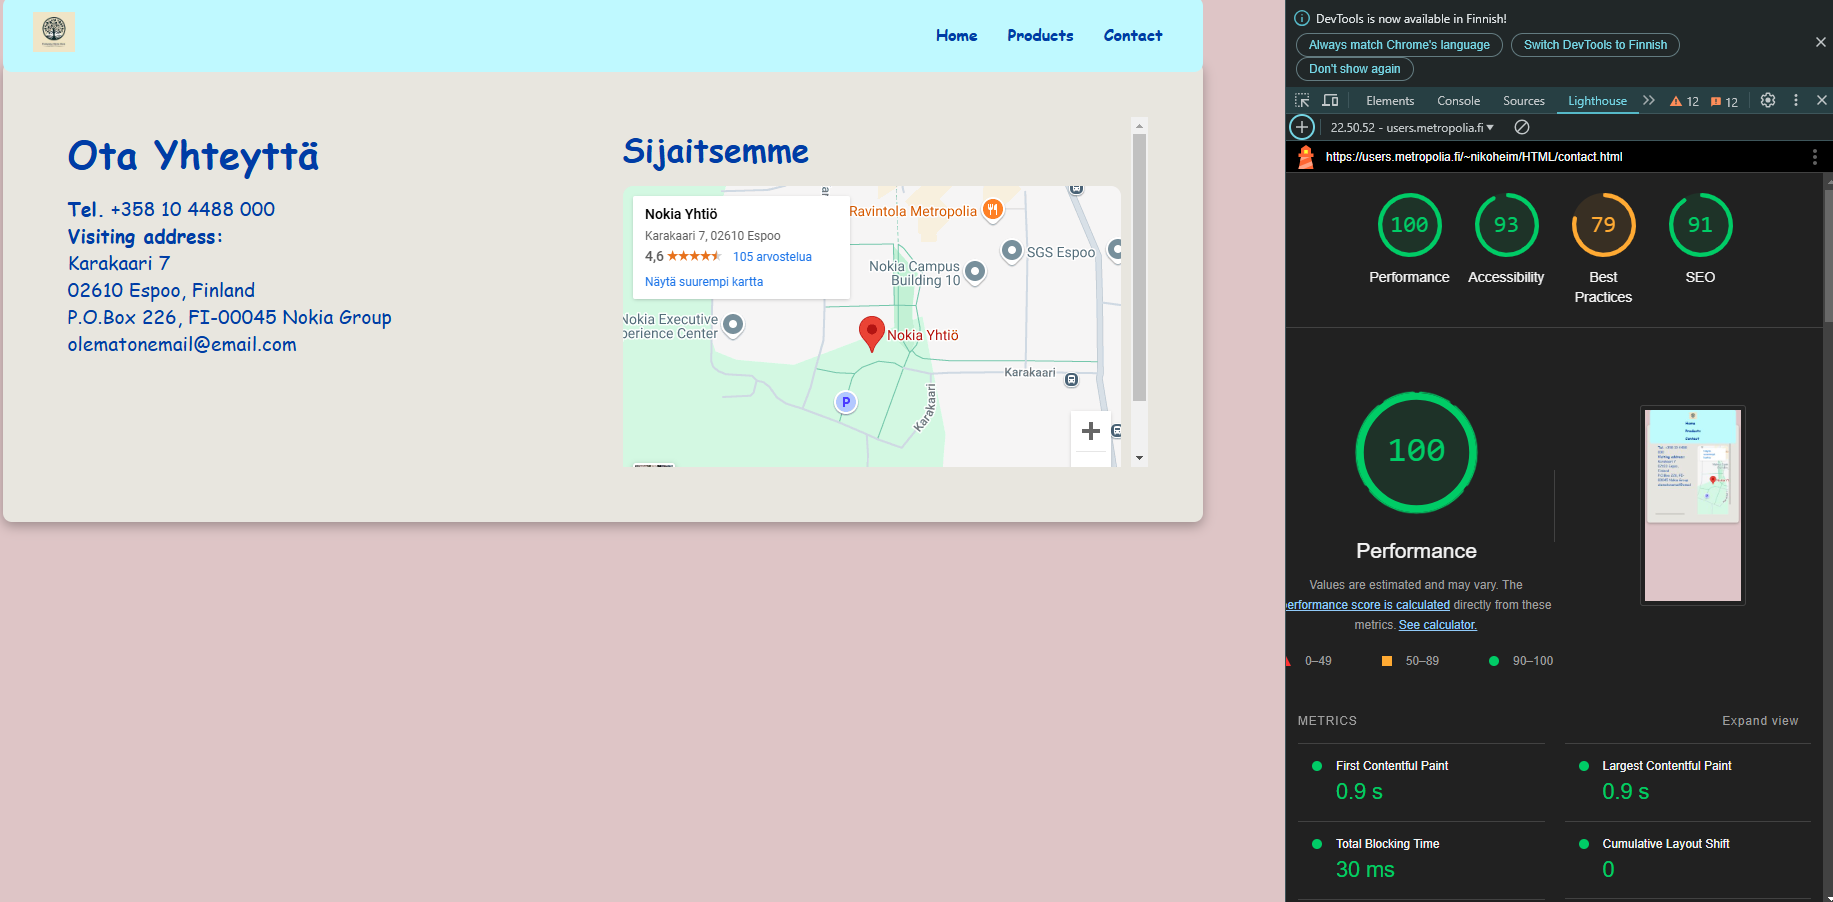 Home
Products
Contact
Ota Yhteyttä
Tel. +358 10 4488 000
Visiting address:
Karakaari 7
02610 Espoo, Finland
P.O.Box 226, FI-00045 Nokia Group
olematonemail@email.com
Sijaitsemme
Nokia Yhtiö
Karakaari 7, 02610 Espoo
4,6
105 arvostelua
Näytä suurempi kartta
Ravintola Metropolia
SGS Espoo
Nokia Campus
Building 10
Nokia Executive
perience Center
Nokia Yhtiö
Karakaari
Karakaari
P
DevTools is now available in Finnish!
Always match Chrome's language
Switch DevTools to Finnish
Don't show again
Elements
Console
Sources
Lighthouse
12
12
22.50.52 - users.metropolia.fi
https://users.metropolia.fi/~nikoheim/HTML/contact.html
100
93
79
91
Performance
Accessibility
Best
Practices
SEO
100
Performance
Values are estimated and may vary. The
erformance score is calculated directly from these
metrics. See calculator.
0–49
50–89
90–100
METRICS
Expand view
First Contentful Paint
0.9 s
Largest Contentful Paint
0.9 s
Total Blocking Time
30 ms
Cumulative Layout Shift
0
Home
Products
Contact